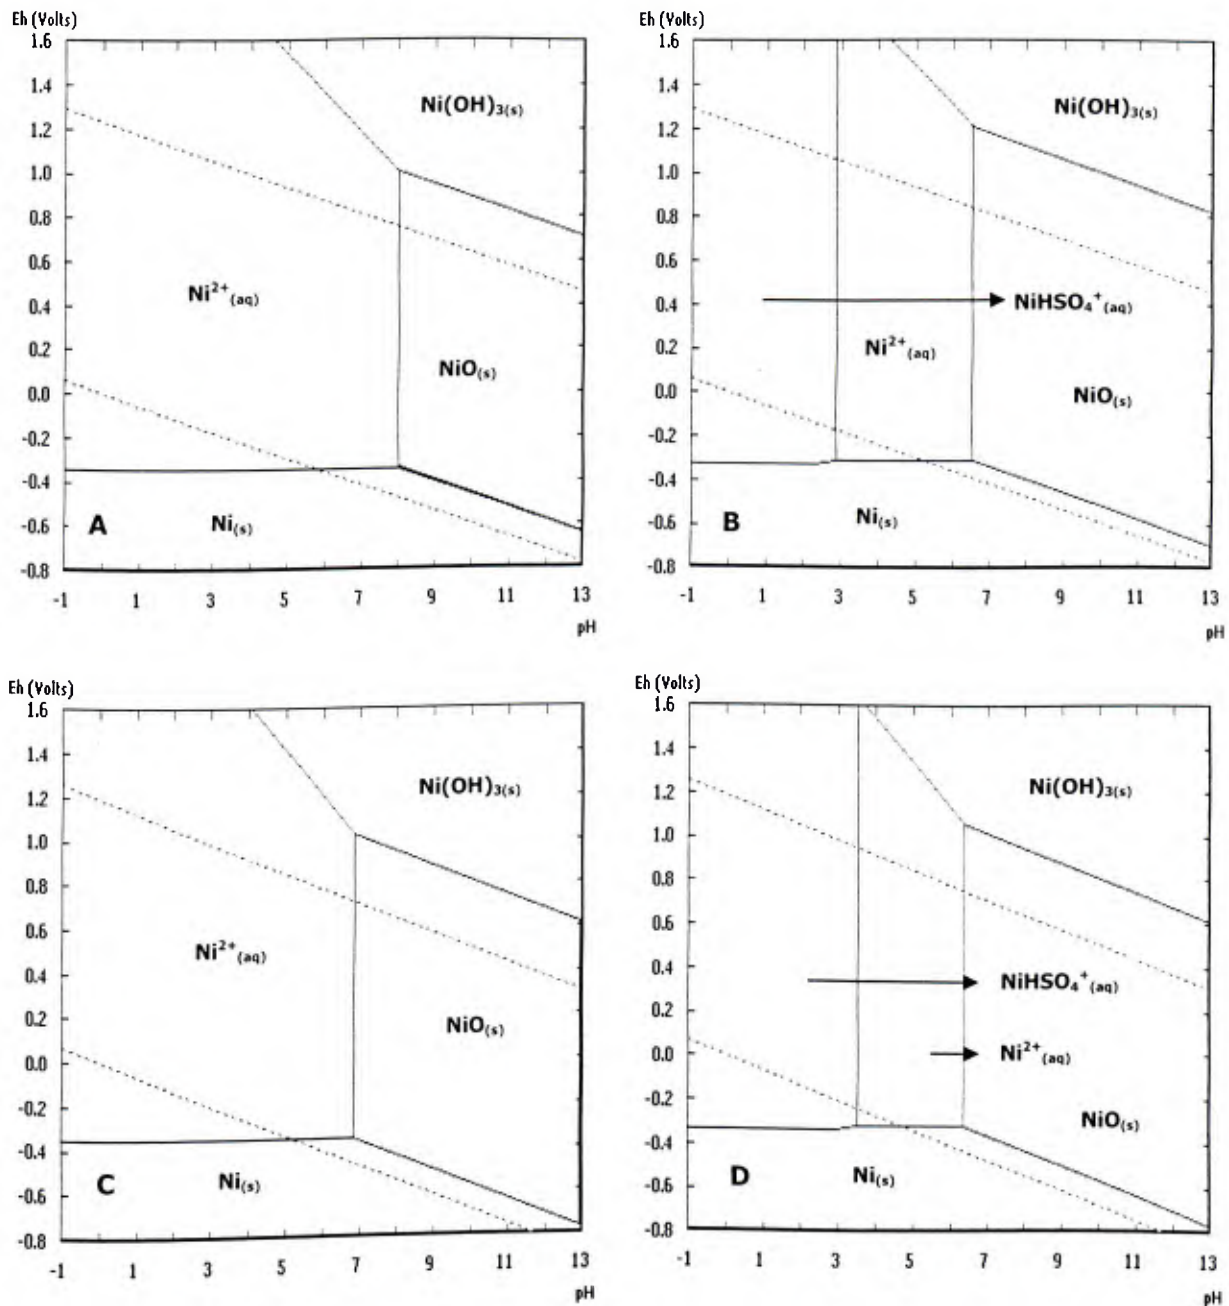 Eh (Volts)
1.6
1.4
1.2
1.0
0.8
0.6
0.4
0.2
0.0
-0.2
-0.4
-0.6
-0.8
Ni(OH)₃₍ₛ₎
Ni²⁺(aq)
NiO(s)
A
Ni(s)
-1 1 3 5 7 9 11 13
pH
Eh (Volts)
1.6
1.4
1.2
1.0
0.8
0.6
0.4
0.2
0.0
-0.2
-0.4
-0.6
-0.8
Ni(OH)₃₍ₛ₎
NiHSO₄⁺(aq)
Ni²⁺(aq)
NiO(s)
B
Ni(s)
-1 1 3 5 7 9 11 13
pH
Eh (Volts)
1.6
1.4
1.2
1.0
0.8
0.6
0.4
0.2
0.0
-0.2
-0.4
-0.6
-0.8
Ni(OH)₃₍ₛ₎
Ni²⁺(aq)
NiO(s)
C
Ni(s)
-1 1 3 5 7 9 11 13
pH
Eh (Volts)
1.6
1.4
1.2
1.0
0.8
0.6
0.4
0.2
0.0
-0.2
-0.4
-0.6
-0.8
Ni(OH)₃₍ₛ₎
NiHSO₄⁺(aq)
Ni²⁺(aq)
NiO(s)
D
Ni(s)
-1 1 3 5 7 9 11 13
pH